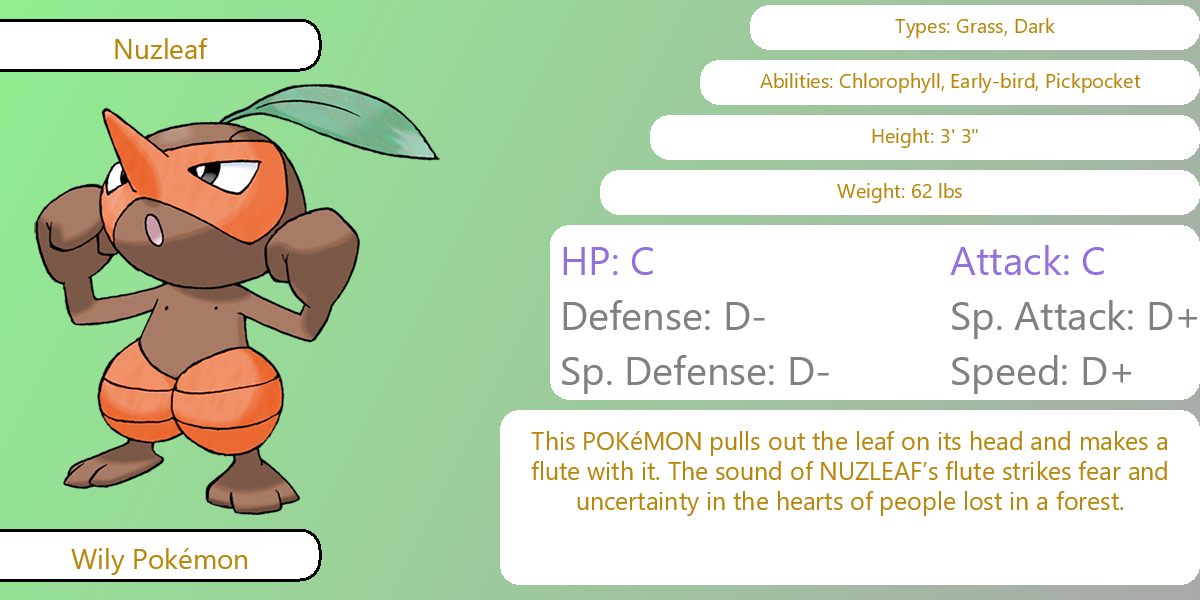 Nuzleaf
Types: Grass, Dark
Abilities: Chlorophyll, Early-bird, Pickpocket
Height: 3' 3"
Weight: 62 lbs
HP: C
Attack: C
Defense: D-
Sp. Attack: D+
Sp. Defense: D-
Speed: D+
This POKéMON pulls out the leaf on its head and makes a
flute with it. The sound of NUZLEAF’s flute strikes fear and
uncertainty in the hearts of people lost in a forest.
Wily Pokémon